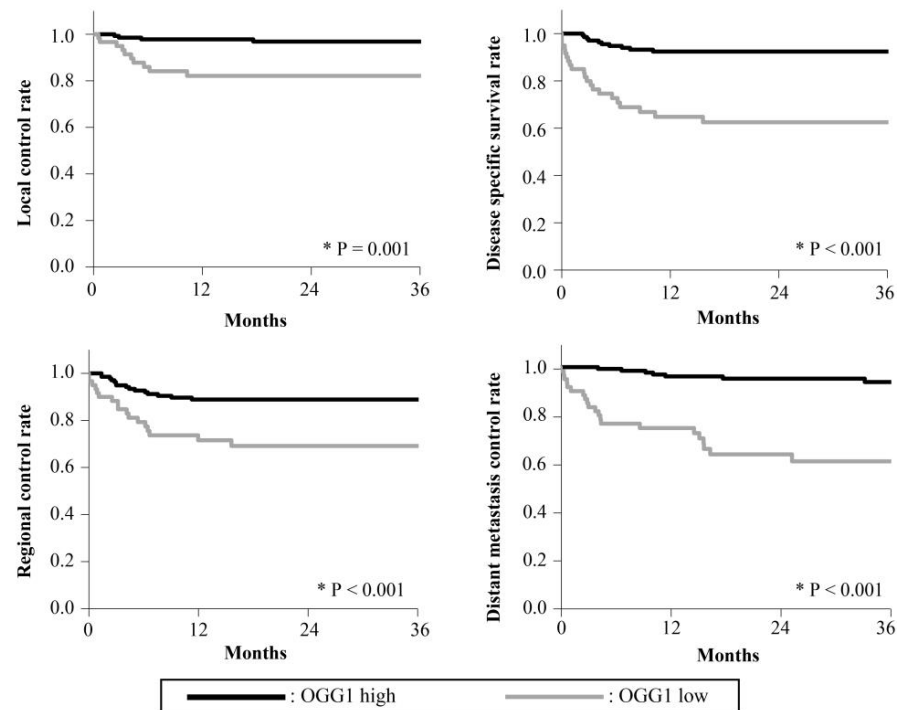 Local control rate
1.0
0.8
0.6
0.4
0.2
0.0
* P = 0.001
0 12 24 36
Months
Disease specific survival rate
1.0
0.8
0.6
0.4
0.2
0.0
* P < 0.001
0 12 24 36
Months
Regional control rate
1.0
0.8
0.6
0.4
0.2
0.0
* P < 0.001
0 12 24 36
Months
Distant metastasis control rate
1.0
0.8
0.6
0.4
0.2
0.0
* P < 0.001
0 12 24 36
Months
: OGG1 high : OGG1 low